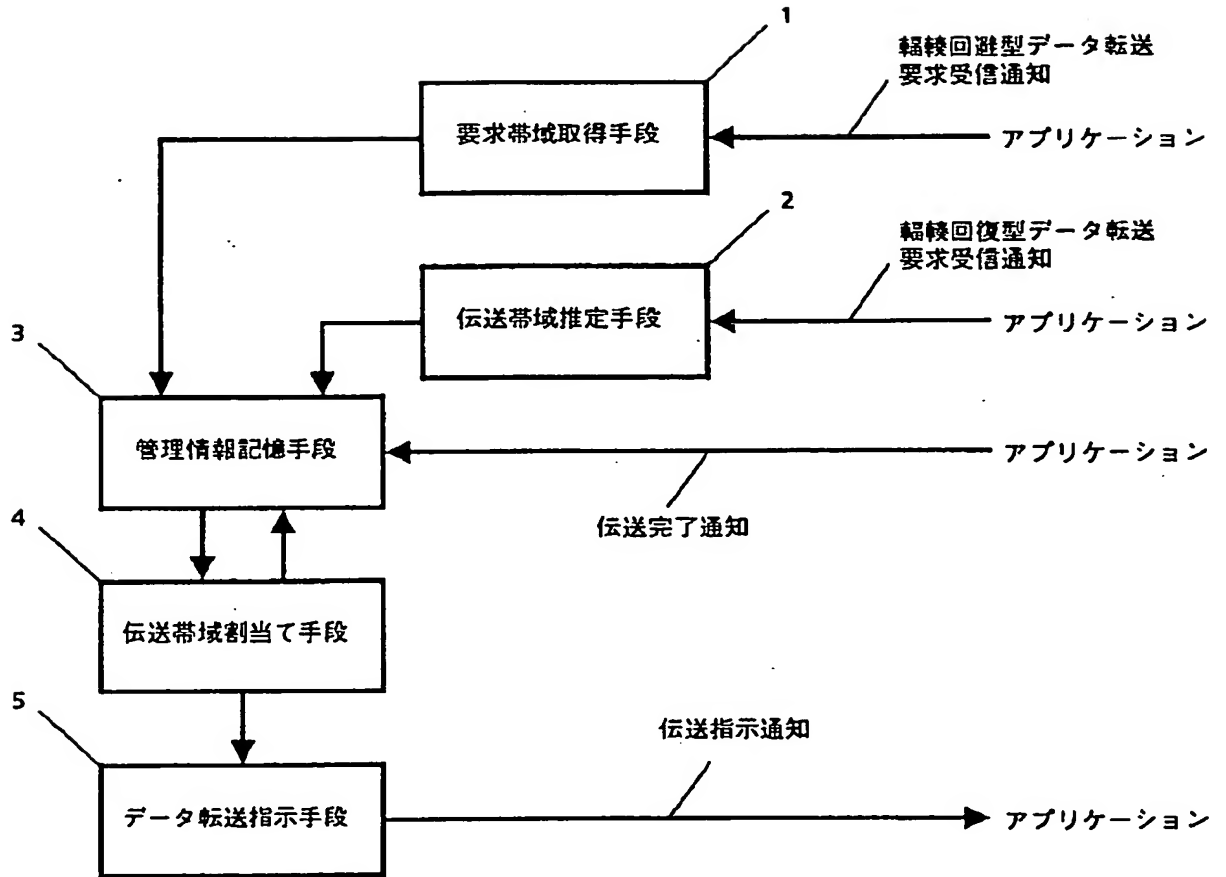 1
輻輳回避型データ転送
要求受信通知
要求帯域取得手段
アプリケーション
2
輻輳回復型データ転送
要求受信通知
伝送帯域推定手段
アプリケーション
3
管理情報記憶手段
アプリケーション
伝送完了通知
4
伝送帯域割当て手段
5
伝送指示通知
データ転送指示手段
アプリケーション